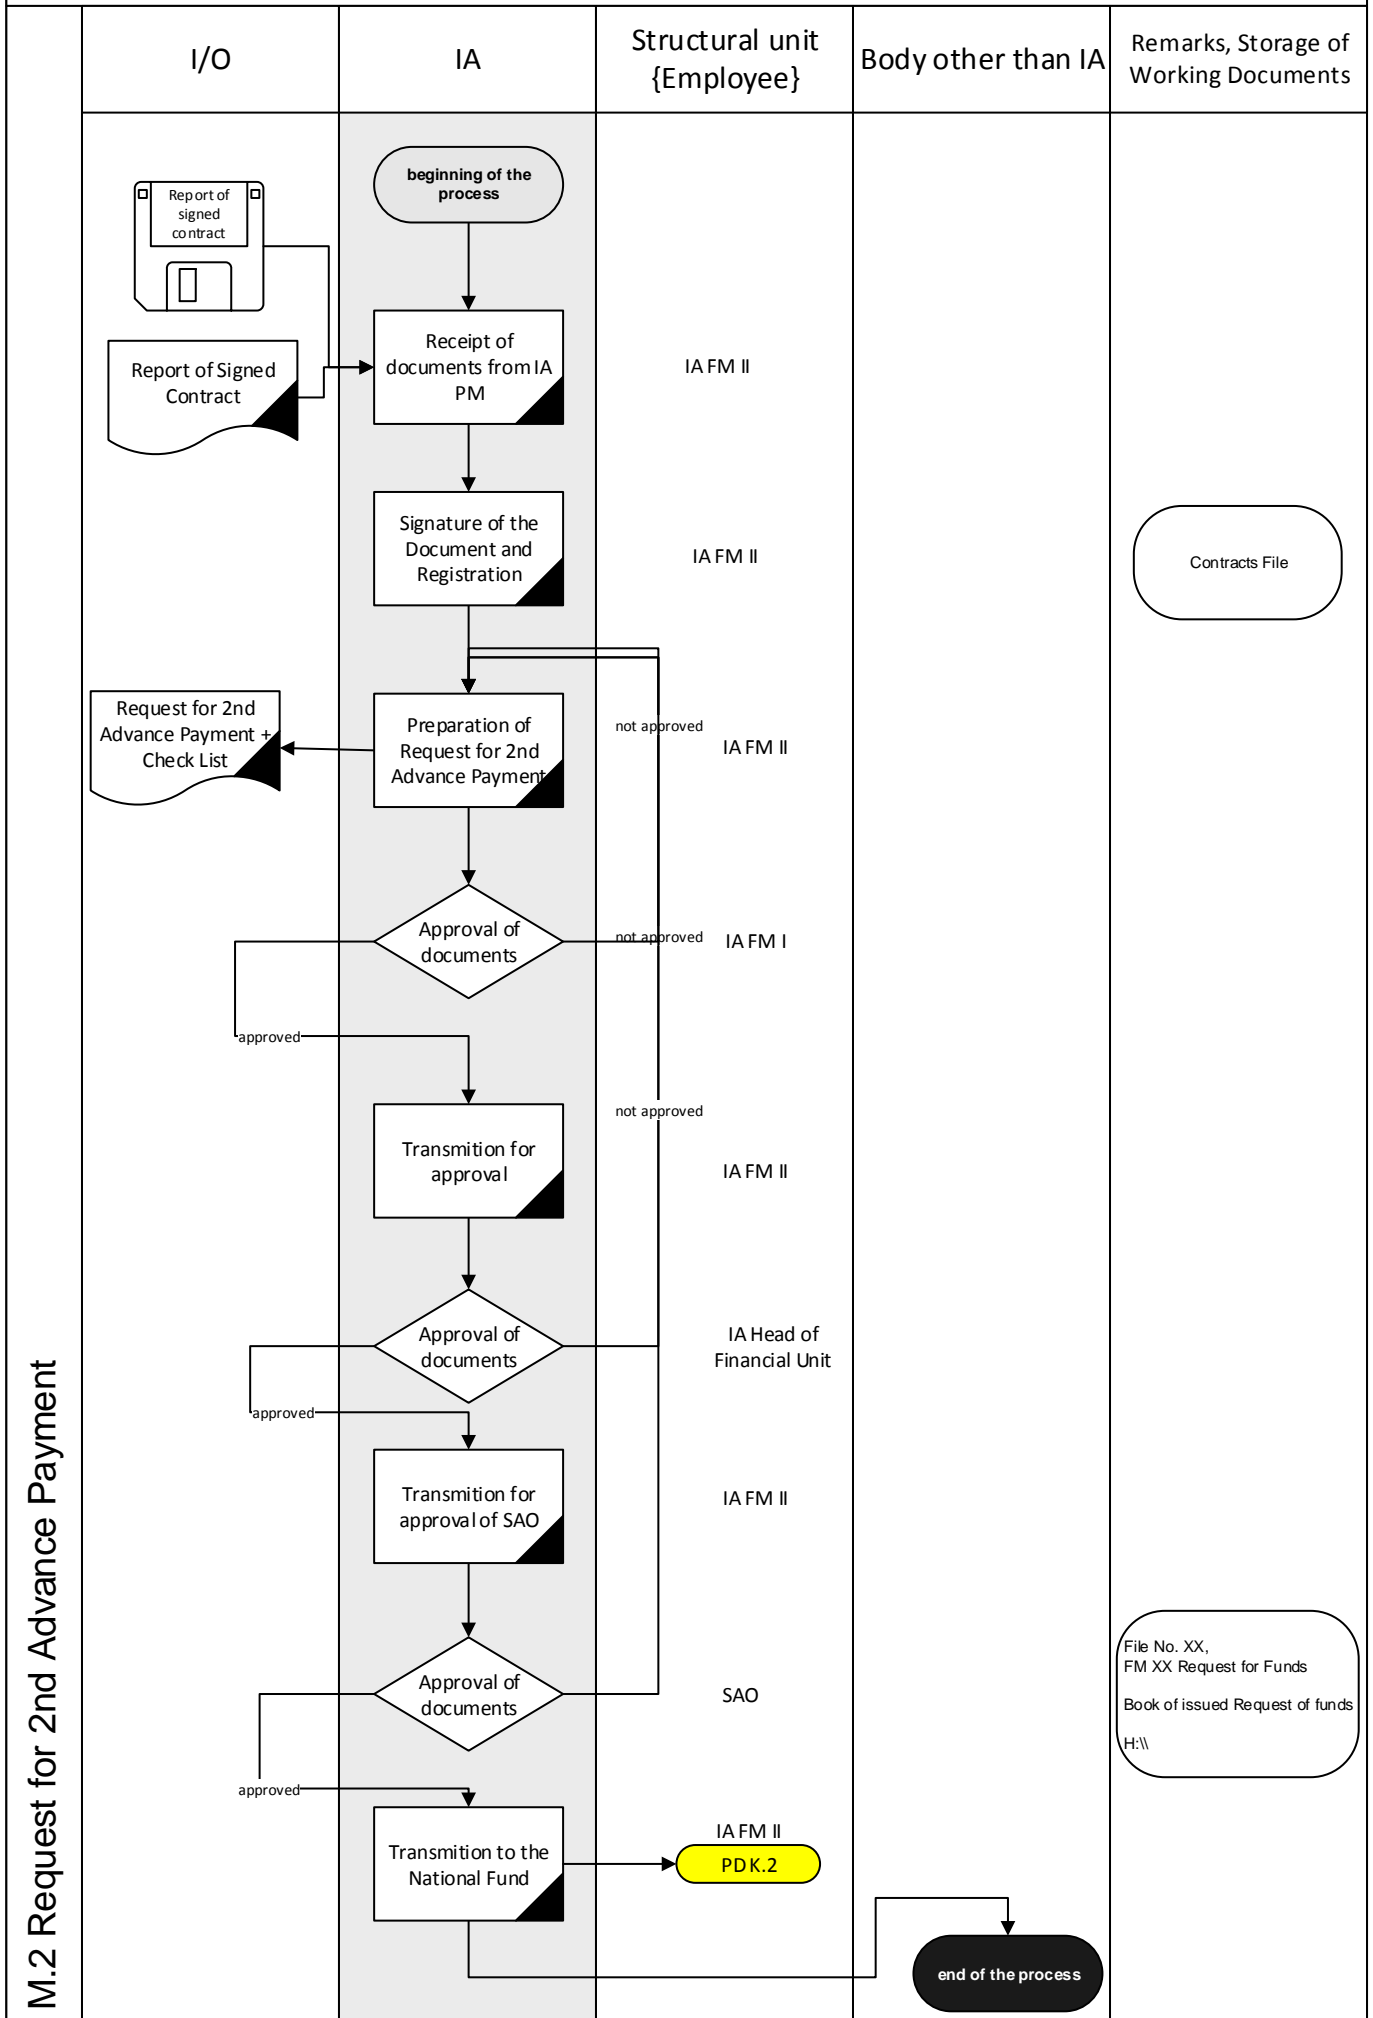 I/O
IA
Structural unit
{Employee}
Body other than IA
Remarks, Storage of
Working Documents
beginning of the
process
Report of
signed
contract
Receipt of
documents from IA
PM
IA FM II
Report of Signed
Contract
Signature of the
Document and
Registration
IA FM II
Contracts File
Request for 2nd
Advance Payment +
Check List
Preparation of
Request for 2nd
Advance Payment
not approved
IA FM II
Approval of
documents
not approved
IA FM I
approved
not approved
Transmition for
approval
IA FM II
Approval of
documents
IA Head of
Financial Unit
approved
Transmition for
approval of SAO
IA FM II
Approval of
documents
SAO
File No. XX,
FM XX Request for Funds
Book of issued Request of funds
H:\\
approved
Transmition to the
National Fund
IA FM II
PDK.2
end of the process
M.2 Request for 2nd Advance Payment